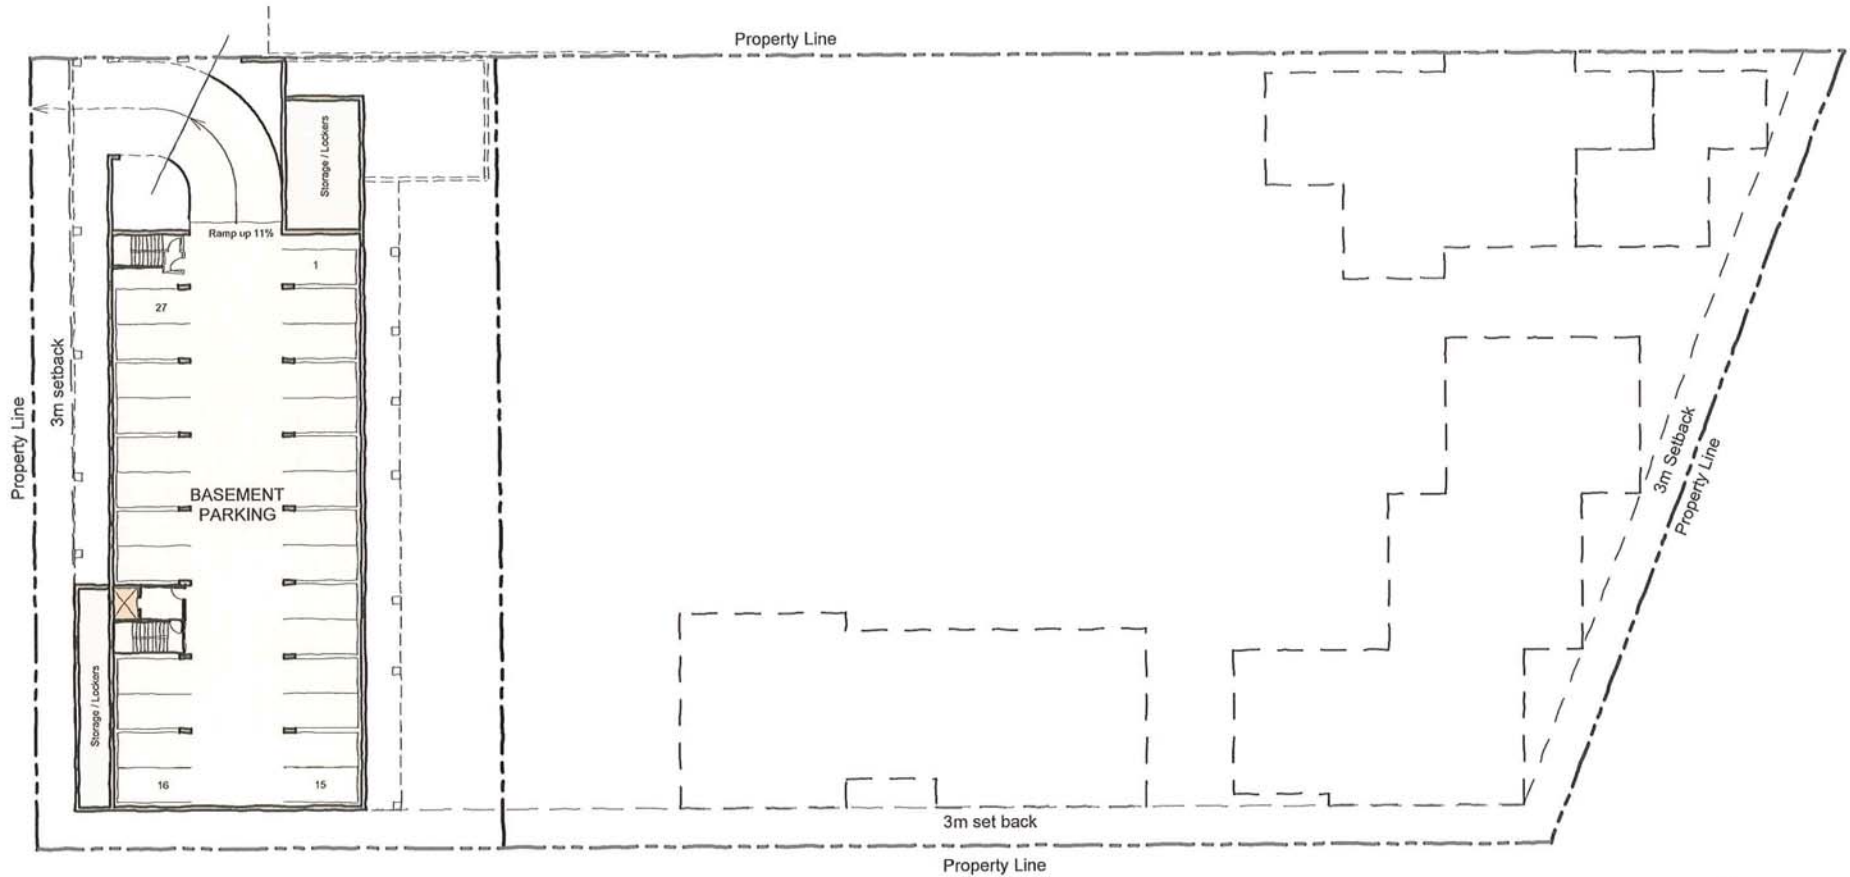 Property Line
Storage / Lockers
Ramp up 11%
1
27
3m setback
Property Line
BASEMENT
PARKING
3m Setback
Property Line
Storage / Lockers
16
15
3m set back
Property Line